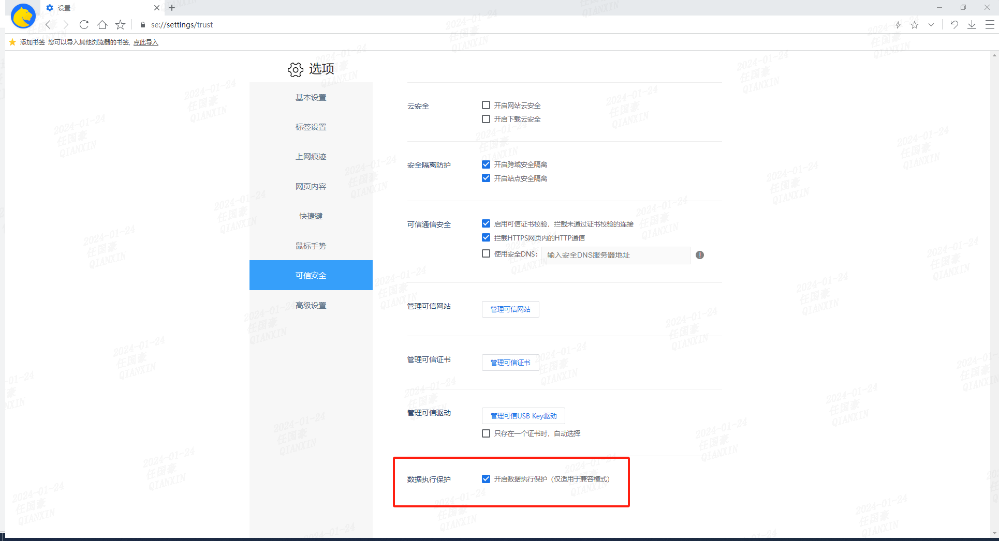 设置
se://settings/trust
添加书签 您可以导入其他浏览器的书签, 点此导入
选项
基本设置
标签设置
上网痕迹
网页内容
快捷键
鼠标手势
可信安全
高级设置
云安全
开启网站云安全
开启下载云安全
安全隔离防护
开启跨域安全隔离
开启站点安全隔离
可信通信安全
启用可信证书校验，拦截未通过证书校验的连接
拦截HTTPS网页内的HTTP通信
使用安全DNS： 输入安全DNS服务器地址
管理可信网站
管理可信网站
管理可信证书
管理可信证书
管理可信驱动
管理可信USB Key驱动
只存在一个证书时，自动选择
数据执行保护
开启数据执行保护（仅适用于兼容模式）
2024-01-24
任国豪
QIANXIN